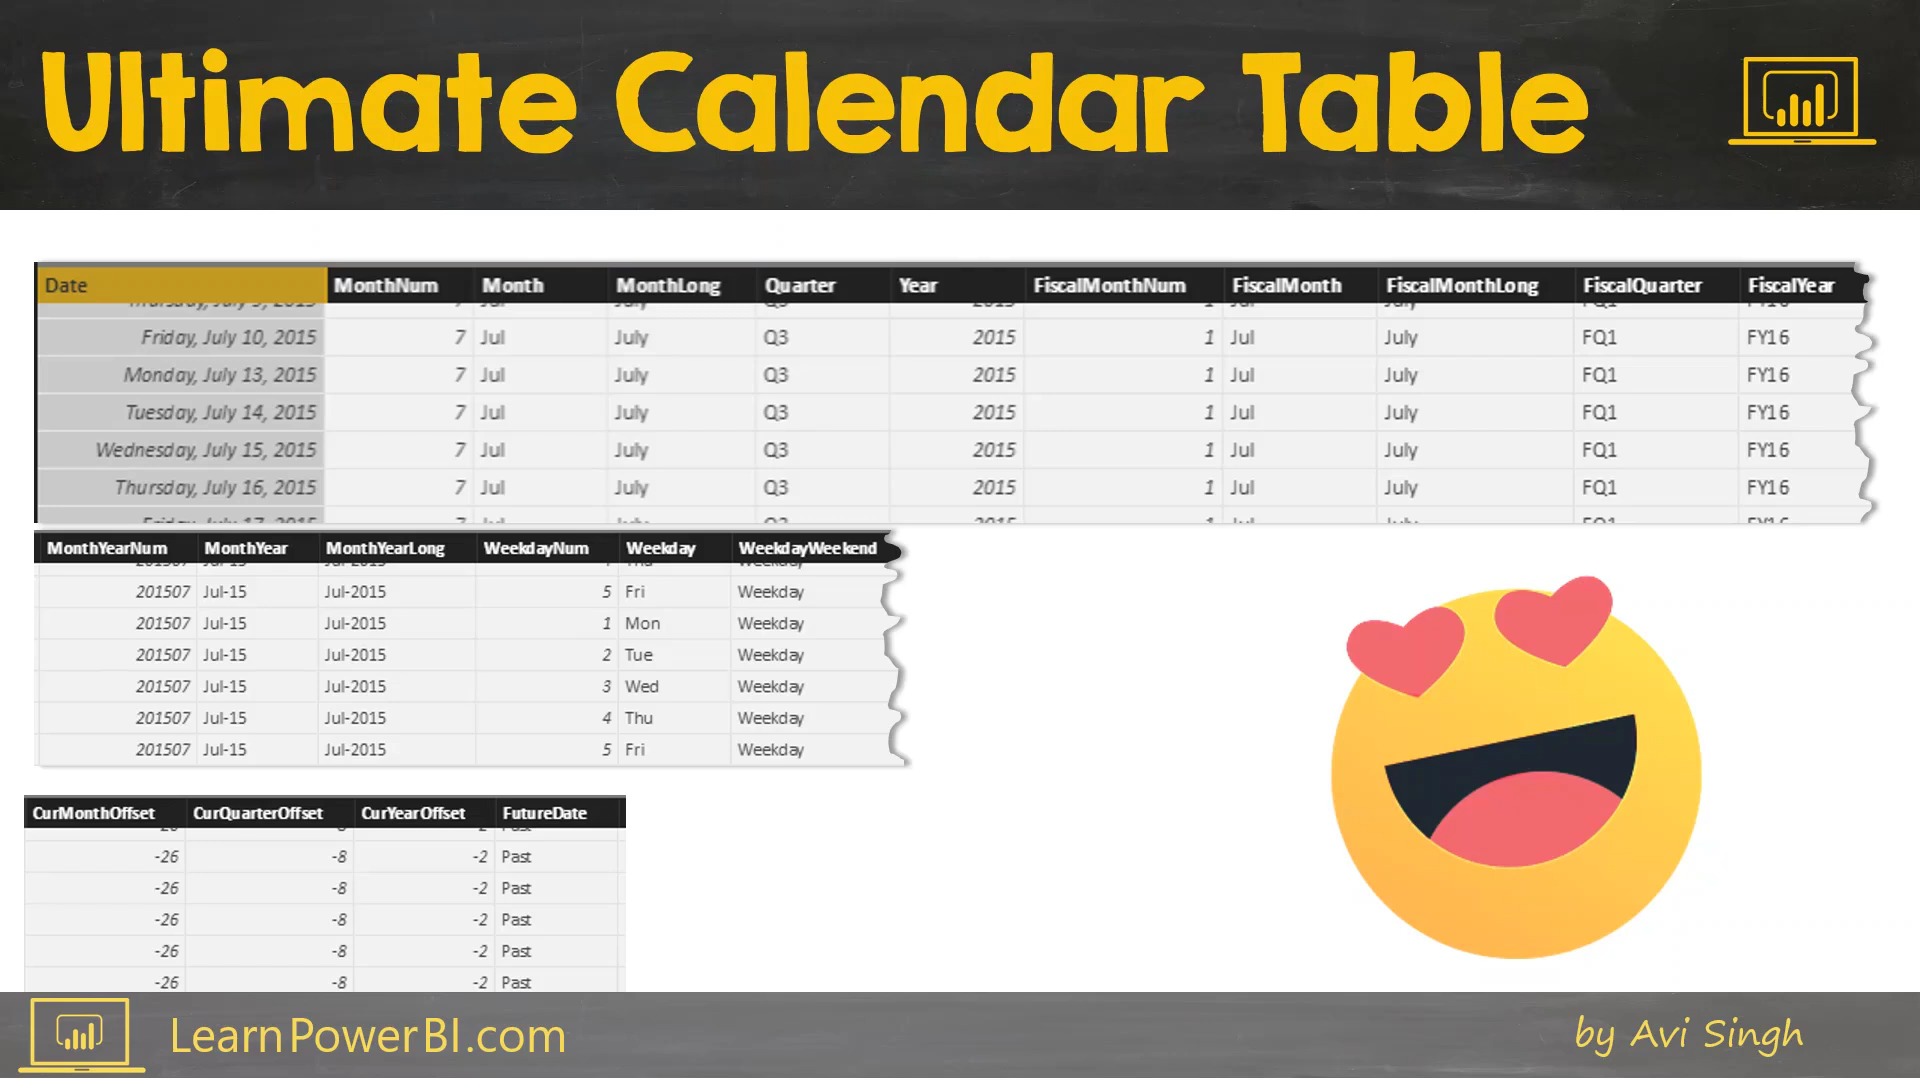 Ultimate Calendar Table
Date MonthNum Month MonthLong Quarter Year FiscalMonthNum FiscalMonth FiscalMonthLong FiscalQuarter FiscalYear
Friday, July 10, 2015 7 Jul July Q3 2015 1 Jul July FQ1 FY16
Monday, July 13, 2015 7 Jul July Q3 2015 1 Jul July FQ1 FY16
Tuesday, July 14, 2015 7 Jul July Q3 2015 1 Jul July FQ1 FY16
Wednesday, July 15, 2015 7 Jul July Q3 2015 1 Jul July FQ1 FY16
Thursday, July 16, 2015 7 Jul July Q3 2015 1 Jul July FQ1 FY16
MonthYearNum MonthYear MonthYearLong WeekdayNum Weekday WeekdayWeekend
201507 Jul-15 Jul-2015 5 Fri Weekday
201507 Jul-15 Jul-2015 1 Mon Weekday
201507 Jul-15 Jul-2015 2 Tue Weekday
201507 Jul-15 Jul-2015 3 Wed Weekday
201507 Jul-15 Jul-2015 4 Thu Weekday
201507 Jul-15 Jul-2015 5 Fri Weekday
CurMonthOffset CurQuarterOffset CurYearOffset FutureDate
-26 -8 -2 Past
-26 -8 -2 Past
-26 -8 -2 Past
-26 -8 -2 Past
-26 -8 -2 Past
LearnPowerBI.com
by Avi Singh